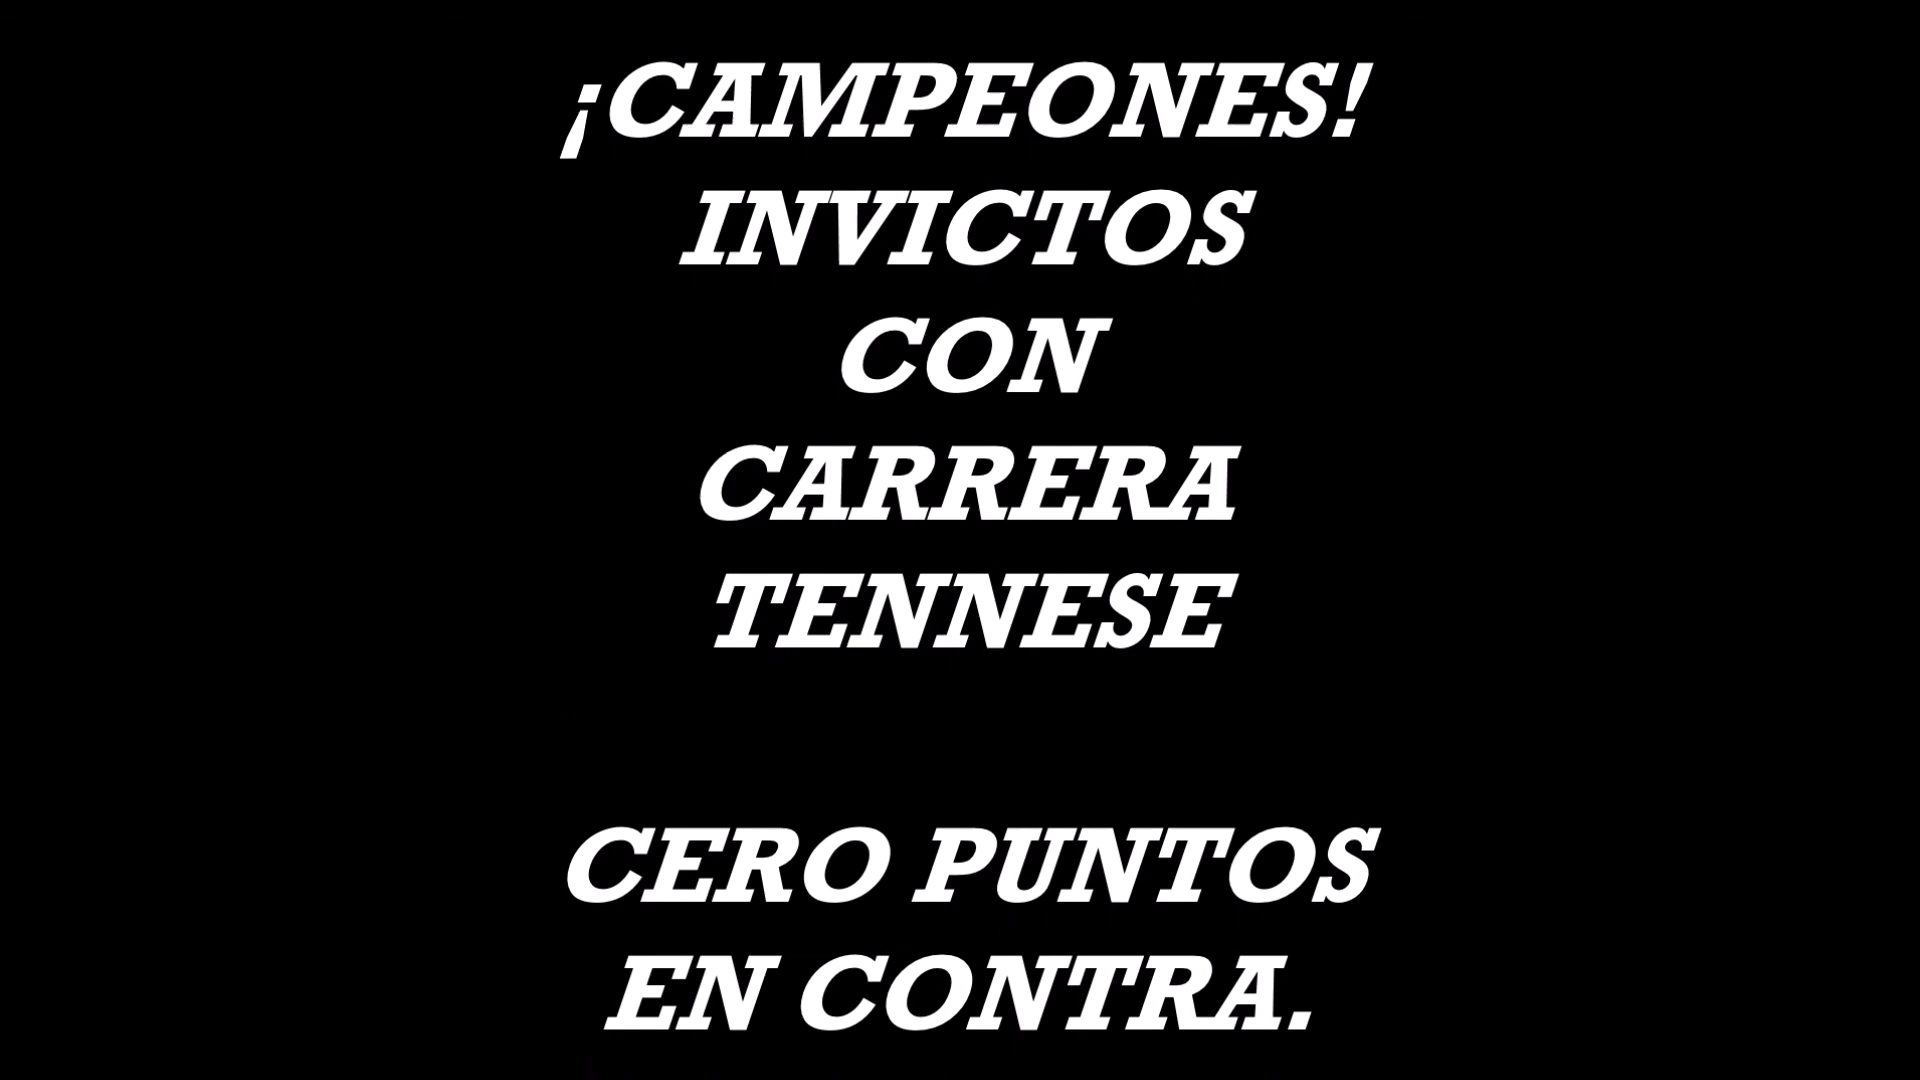 ¡CAMPEONES!
INVICTOS
CON
CARRERA
TENNESE
CERO PUNTOS
EN CONTRA.